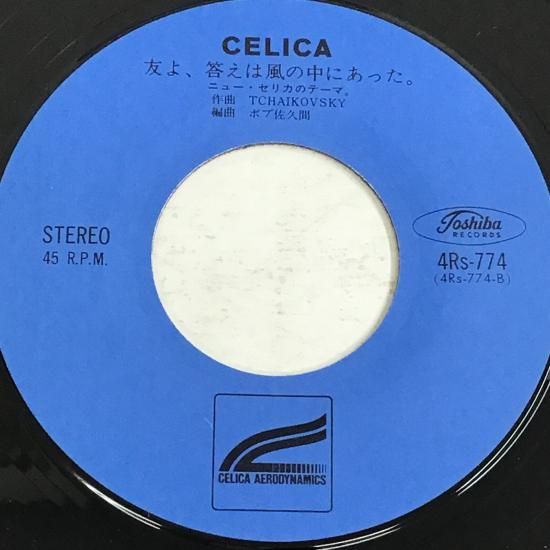 CELICA
友よ、答えは風の中にあった。
ニュー・セリカのテーマ。
作曲 TCHAIKOVSKY
編曲 ボブ佐久間
STEREO
45 R.P.M.
Toshiba
RECORDS
4Rs-774
(4Rs-774-B)
CELICA AERODYNAMICS